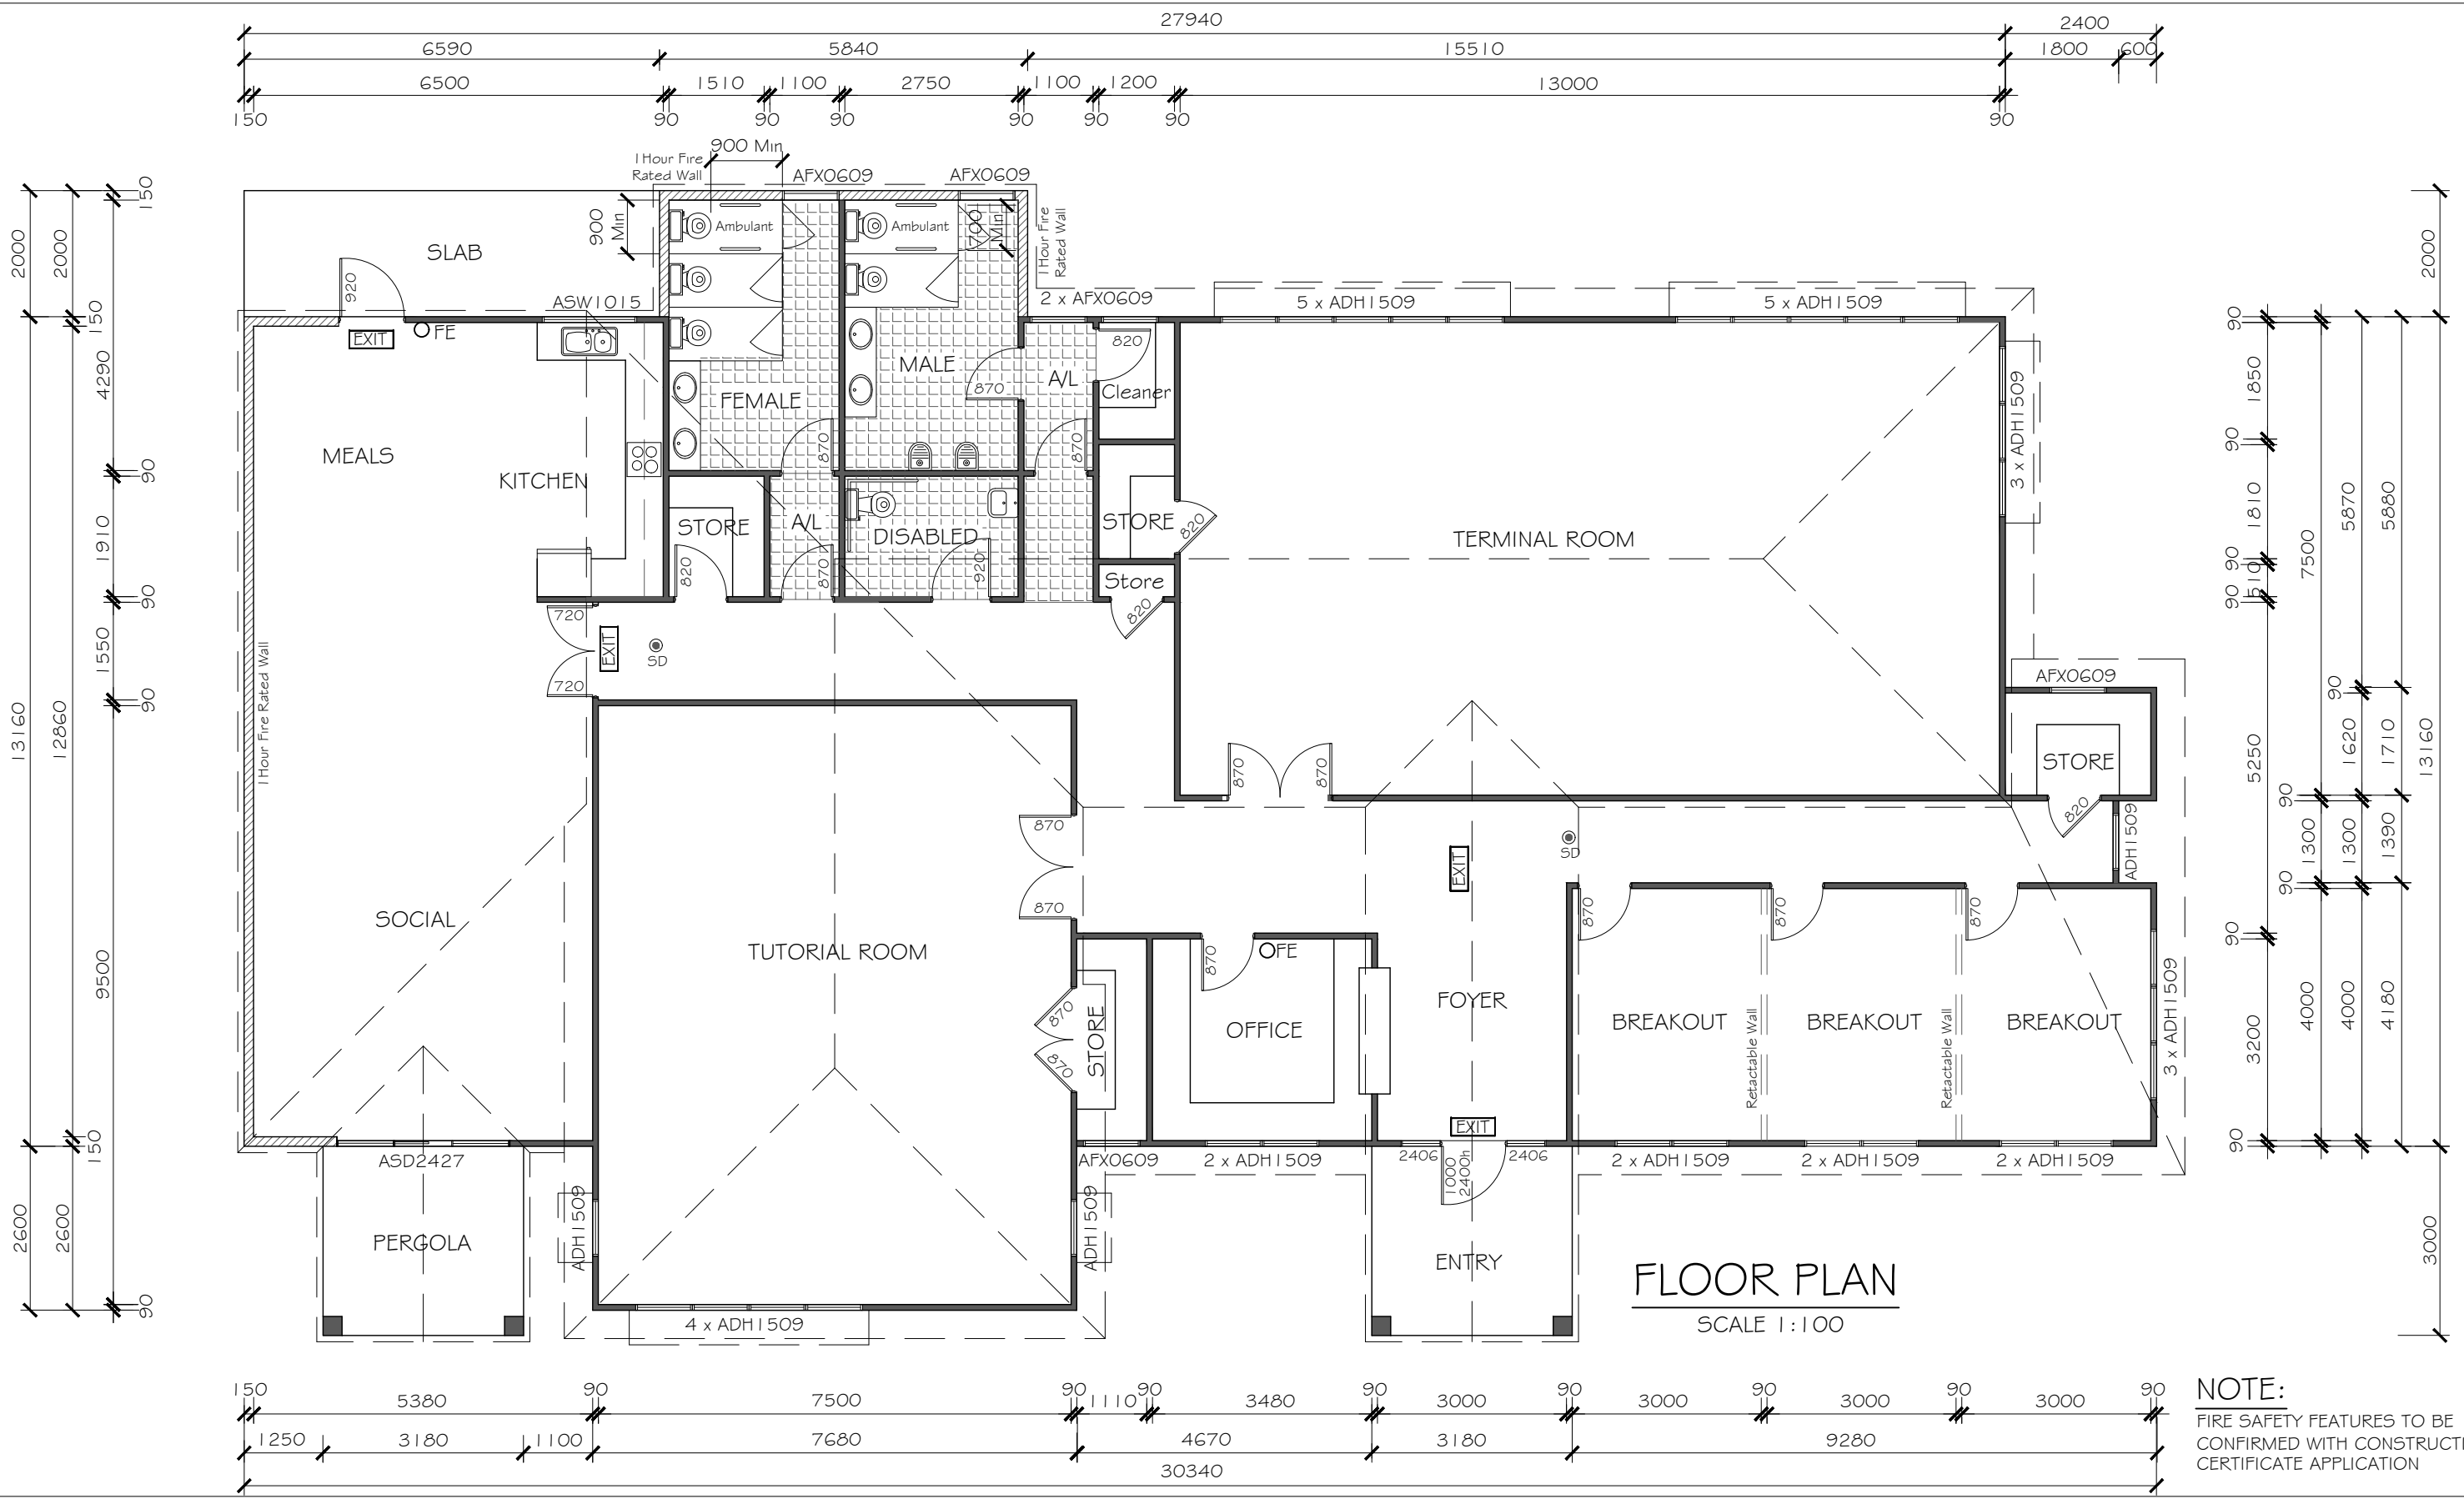 27940
2400
6590
5840
15510
1800
600
6500
1510
1100
2750
1100
1200
13000
150
90
90
90
90
90
90
90
900 Min
1 Hour Fire
Rated Wall
AFX0609
AFX0609
150
2000
2000
2000
900
Min
Ambulant
Ambulant
700
Min
1 Hour Fire
Rated Wall
SLAB
920
ASW1015
2 x AFX0609
5 x ADH1509
5 x ADH1509
150
EXIT
FE
820
90
4290
MALE
A/L
870
Cleaner
FEMALE
3 x ADH1509
1850
MEALS
870
870
90
90
KITCHEN
STORE
A/L
DISABLED
STORE
820
TERMINAL ROOM
1910
1810
5870
5880
7500
820
870
920
Store
820
90
90
510
90
720
EXIT
SD
720
1550
90
1 Hour Fire Rated Wall
13160
12860
AFX0609
90
STORE
1620
1710
13160
5250
870
870
820
ADH1509
90
1300
1300
1390
90
870
870
EXIT
SD
870
870
870
SOCIAL
TUTORIAL ROOM
9500
870
FE
90
FOYER
870
870
STORE
OFFICE
BREAKOUT
Retactable Wall
BREAKOUT
Retactable Wall
BREAKOUT
3 x ADH1509
3200
4000
4000
4180
EXIT
150
90
ASD2427
AFX0609
2 x ADH1509
2406
1000
2400h
2406
2 x ADH1509
2 x ADH1509
2 x ADH1509
ADH1509
ADH1509
2600
2600
PERGOLA
ENTRY
3000
90
4 x ADH1509
FLOOR PLAN
SCALE 1:100
150
5380
90
7500
90
1110
90
3480
90
3000
90
3000
90
3000
90
3000
90
1250
3180
1100
7680
4670
3180
9280
30340
NOTE:
FIRE SAFETY FEATURES TO BE
CONFIRMED WITH CONSTRUCTI
CERTIFICATE APPLICATION